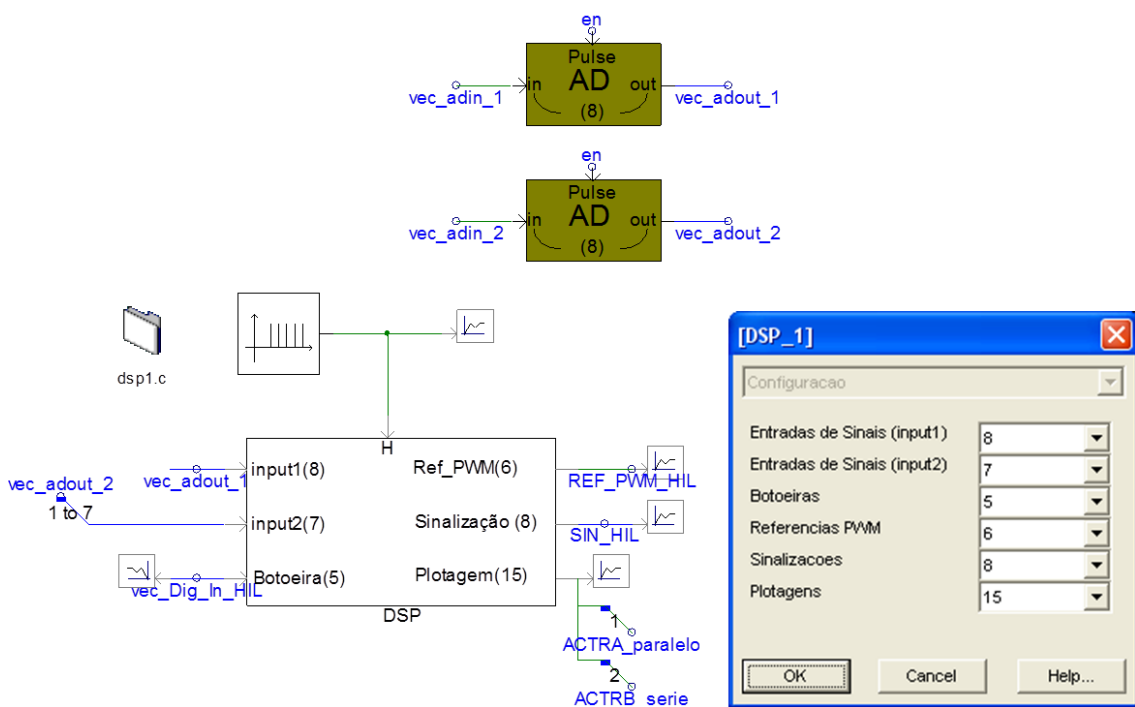 en
Pulse
AD
in
out
(8)
vec_adin_1
vec_adout_1
en
Pulse
AD
in
out
(8)
vec_adin_2
vec_adout_2
dsp1.c
H
input1(8)
Ref_PWM(6)
vec_adout_1
REF_PWM_HIL
vec_adout_2
1 to 7
input2(7)
Sinalização (8)
SIN_HIL
Botoeira(5)
Plotagem(15)
vec_Dig_In_HIL
DSP
1
ACTRA_paralelo
2
ACTRB_serie
[DSP_1]
Configuracao
Entradas de Sinais (input1) 8
Entradas de Sinais (input2) 7
Botoeiras 5
Referencias PWM 6
Sinalizacoes 8
Plotagens 15
OK Cancel Help...